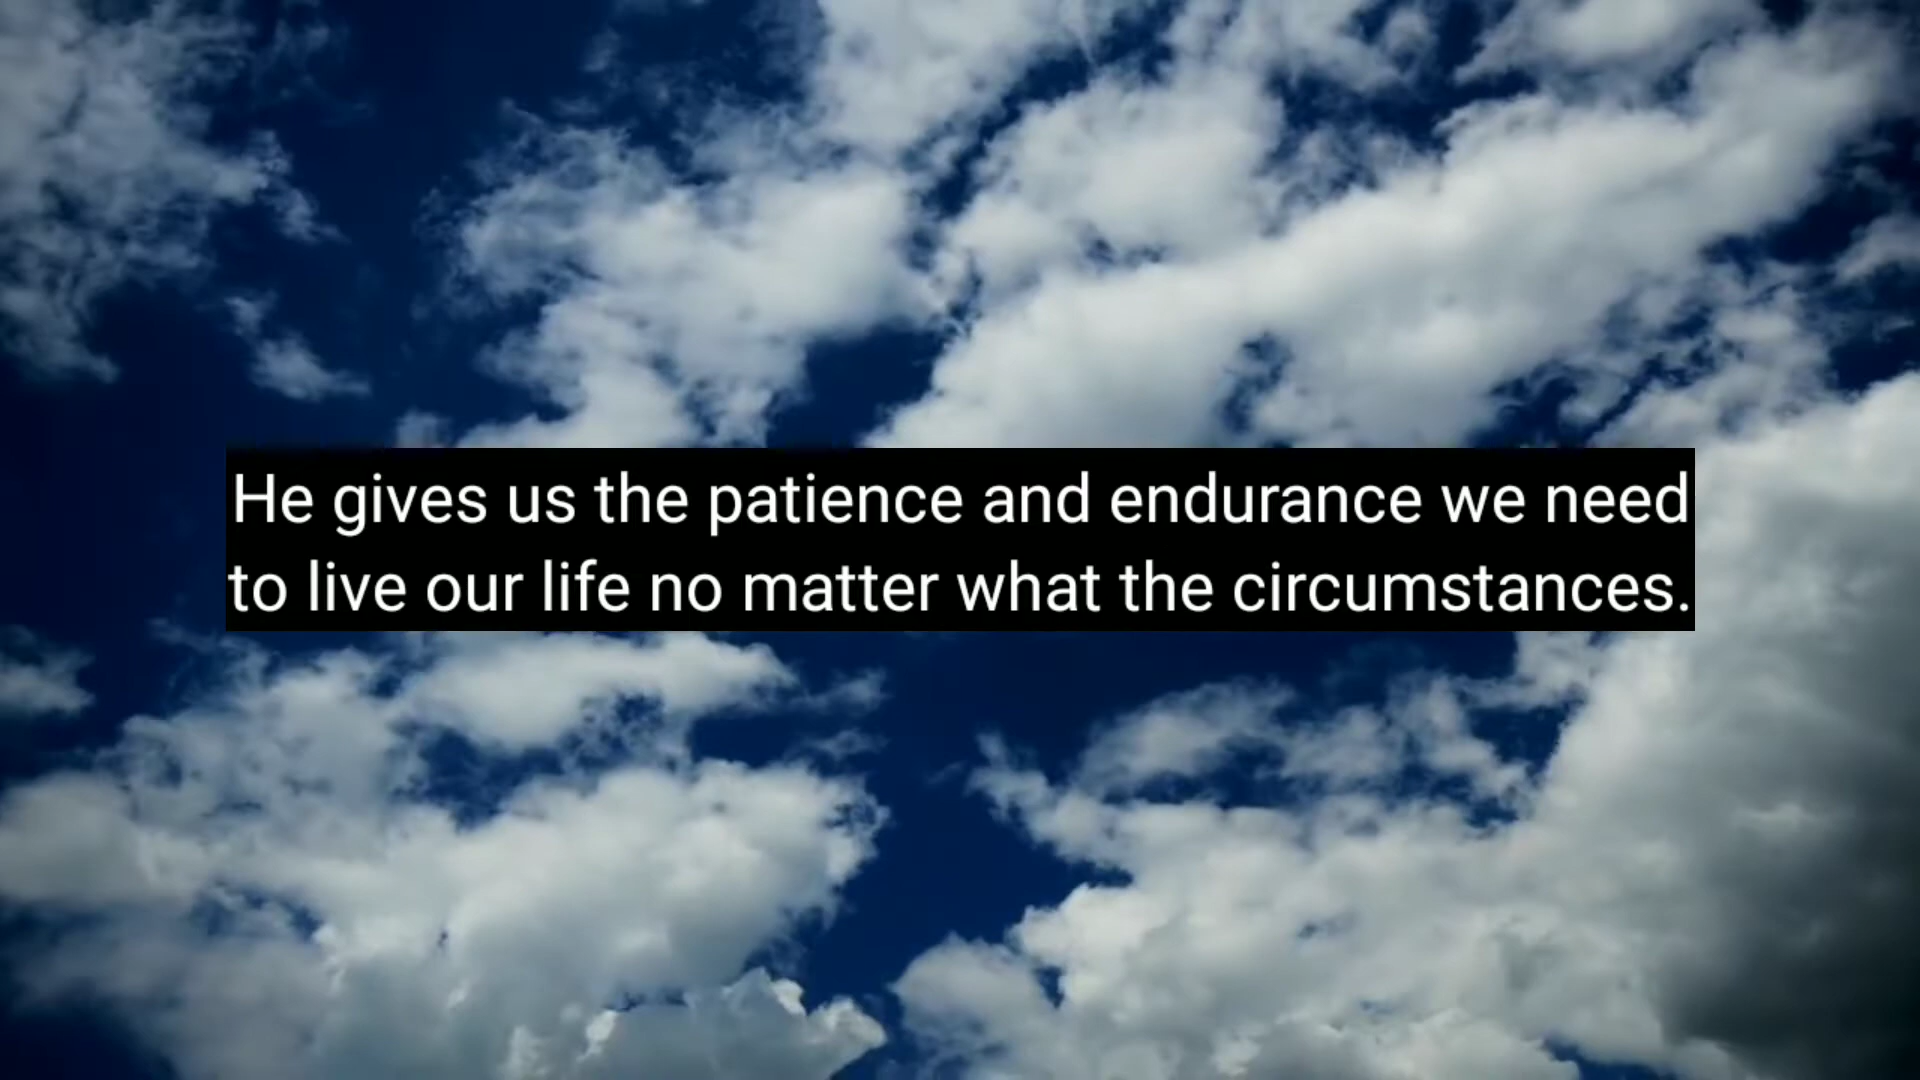 He gives us the patience and endurance we need
to live our life no matter what the circumstances.